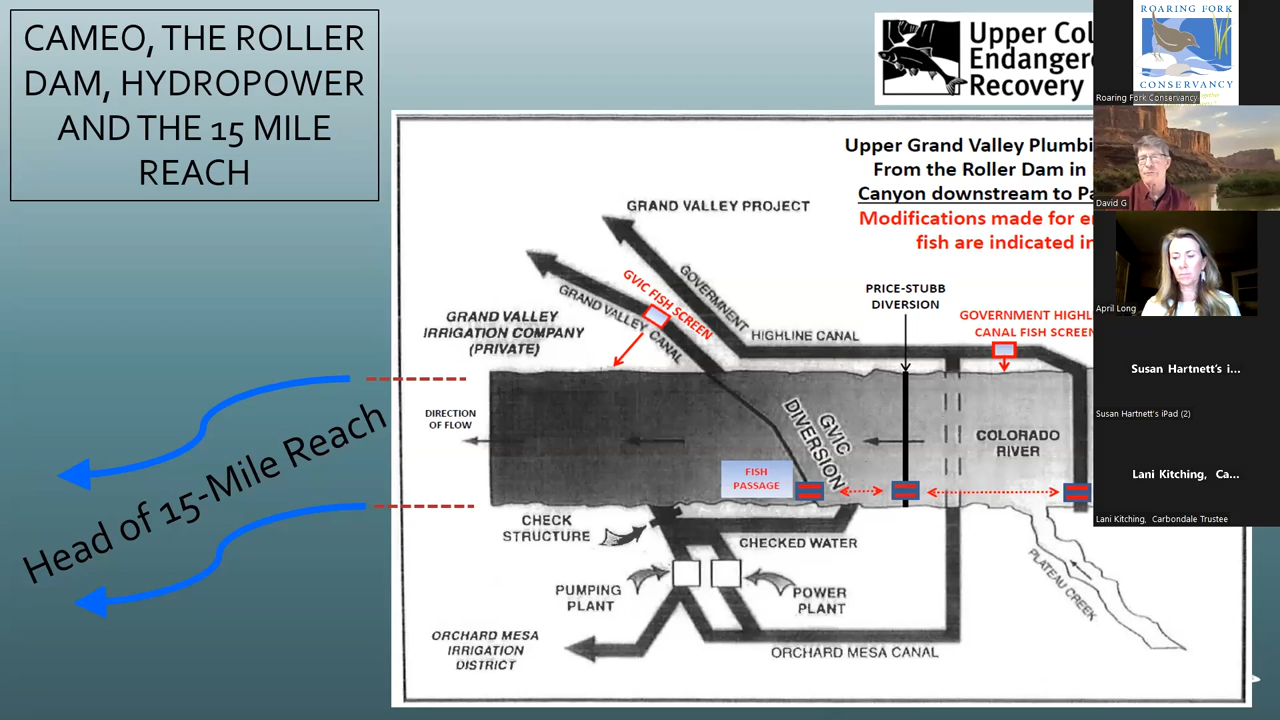 CAMEO, THE ROLLER
DAM, HYDROPOWER
AND THE 15 MILE
REACH
Upper Col
Endangere
Recovery
ROARING FORK
CONSERVANCY
Roaring Fork Conservancy
David G
April Long
Susan Hartnett's i...
Susan Hartnett's iPad (2)
Lani Kitching, Ca...
Lani Kitching, Carbondale Trustee
Upper Grand Valley Plumbi
From the Roller Dam in
Canyon downstream to Pa
Modifications made for e
fish are indicated in
GRAND VALLEY PROJECT
GOVERNMENT
HIGHLINE CANAL
GVIC FISH SCREEN
GRAND VALLEY CANAL
GRAND VALLEY
IRRIGATION COMPANY
(PRIVATE)
PRICE-STUBB
DIVERSION
GOVERNMENT HIGHL
CANAL FISH SCREEN
DIRECTION
OF FLOW
GVIC
DIVERSION
COLORADO
RIVER
FISH
PASSAGE
Head of 15-Mile Reach
CHECK
STRUCTURE
CHECKED WATER
PUMPING
PLANT
POWER
PLANT
PLATEAU CREEK
ORCHARD MESA
IRRIGATION
DISTRICT
ORCHARD MESA CANAL